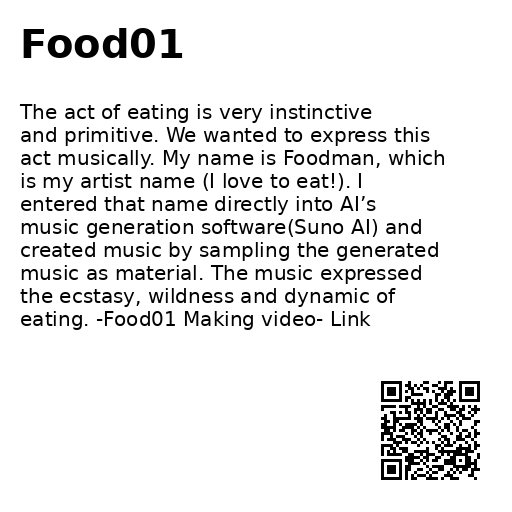 Food01
The act of eating is very instinctive
and primitive. We wanted to express this
act musically. My name is Foodman, which
is my artist name (I love to eat!). I
entered that name directly into AI’s
music generation software(Suno AI) and
created music by sampling the generated
music as material. The music expressed
the ecstasy, wildness and dynamic of
eating. -Food01 Making video- Link